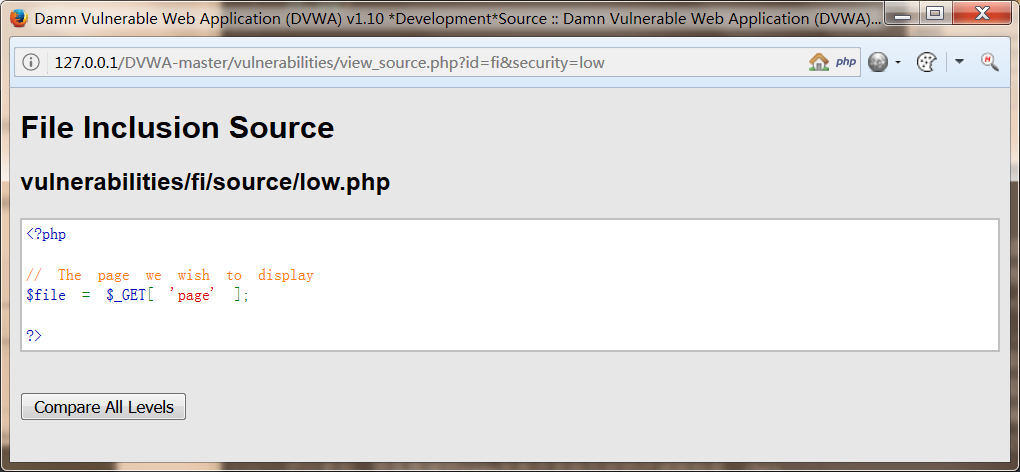 Damn Vulnerable Web Application (DVWA) v1.10 *Development*Source :: Damn Vulnerable Web Application (DVWA)...
127.0.0.1/DVWA-master/vulnerabilities/view_source.php?id=fi&security=low php
File Inclusion Source
vulnerabilities/fi/source/low.php
<?php
// The page we wish to display
$file = $_GET[ 'page' ];
?>
Compare All Levels